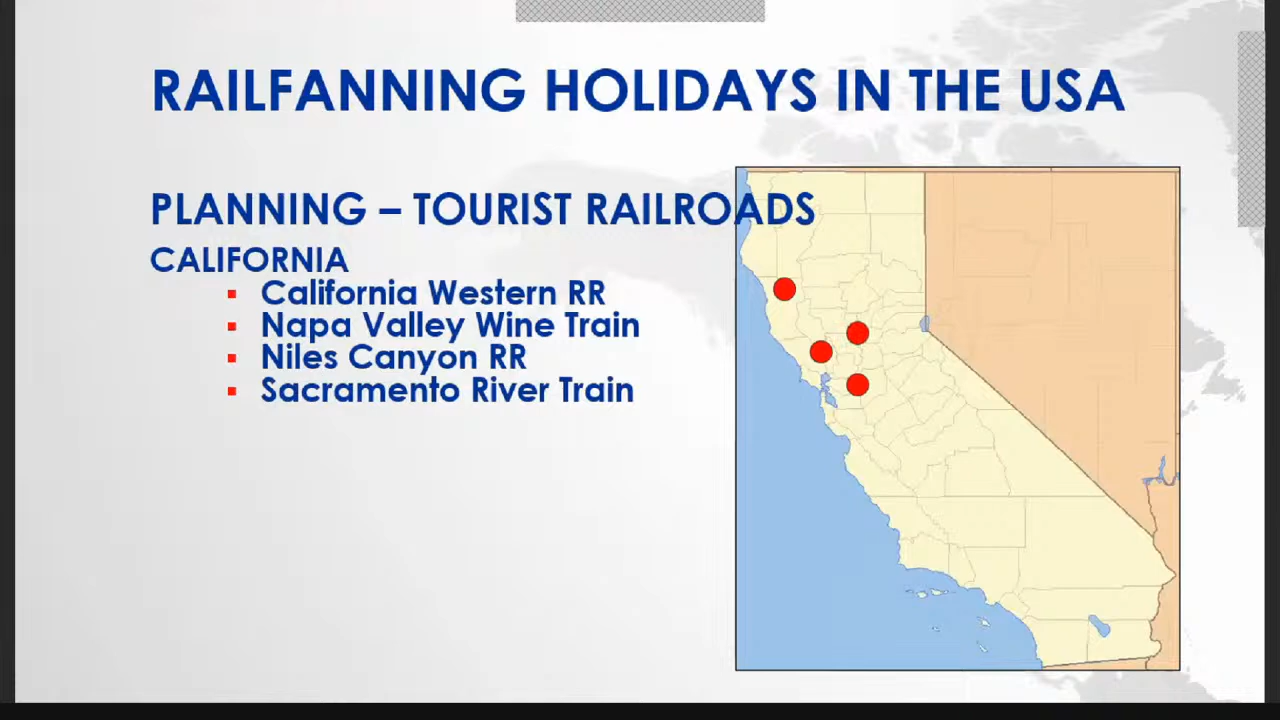 RAILFANNING HOLIDAYS IN THE USA
PLANNING – TOURIST RAILROADS
CALIFORNIA
▪ California Western RR
▪ Napa Valley Wine Train
▪ Niles Canyon RR
▪ Sacramento River Train